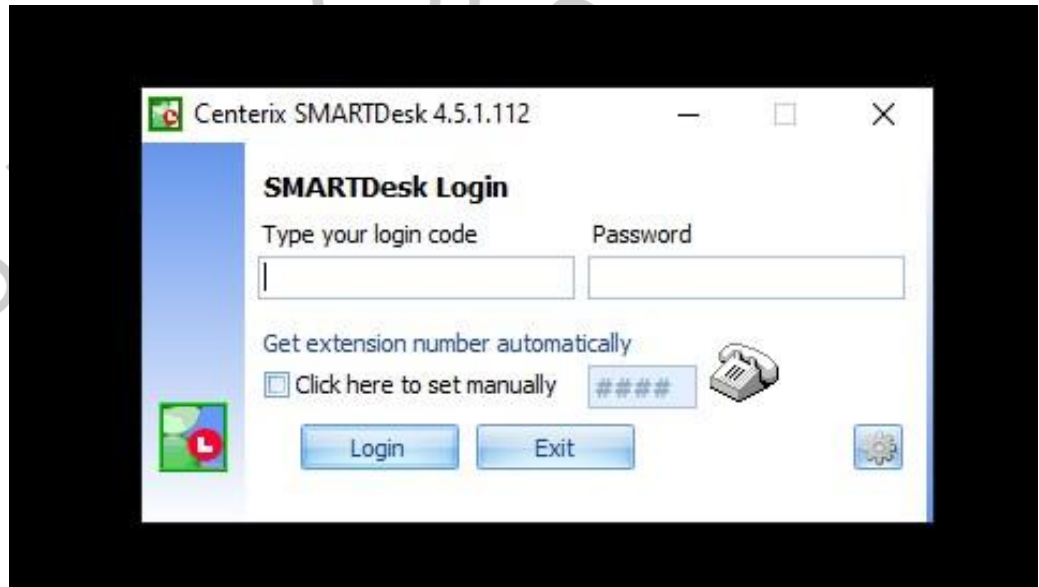 Centerix SMARTDesk 4.5.1.112
SMARTDesk Login
Type your login code Password
Get extension number automatically
Click here to set manually ####
Login Exit